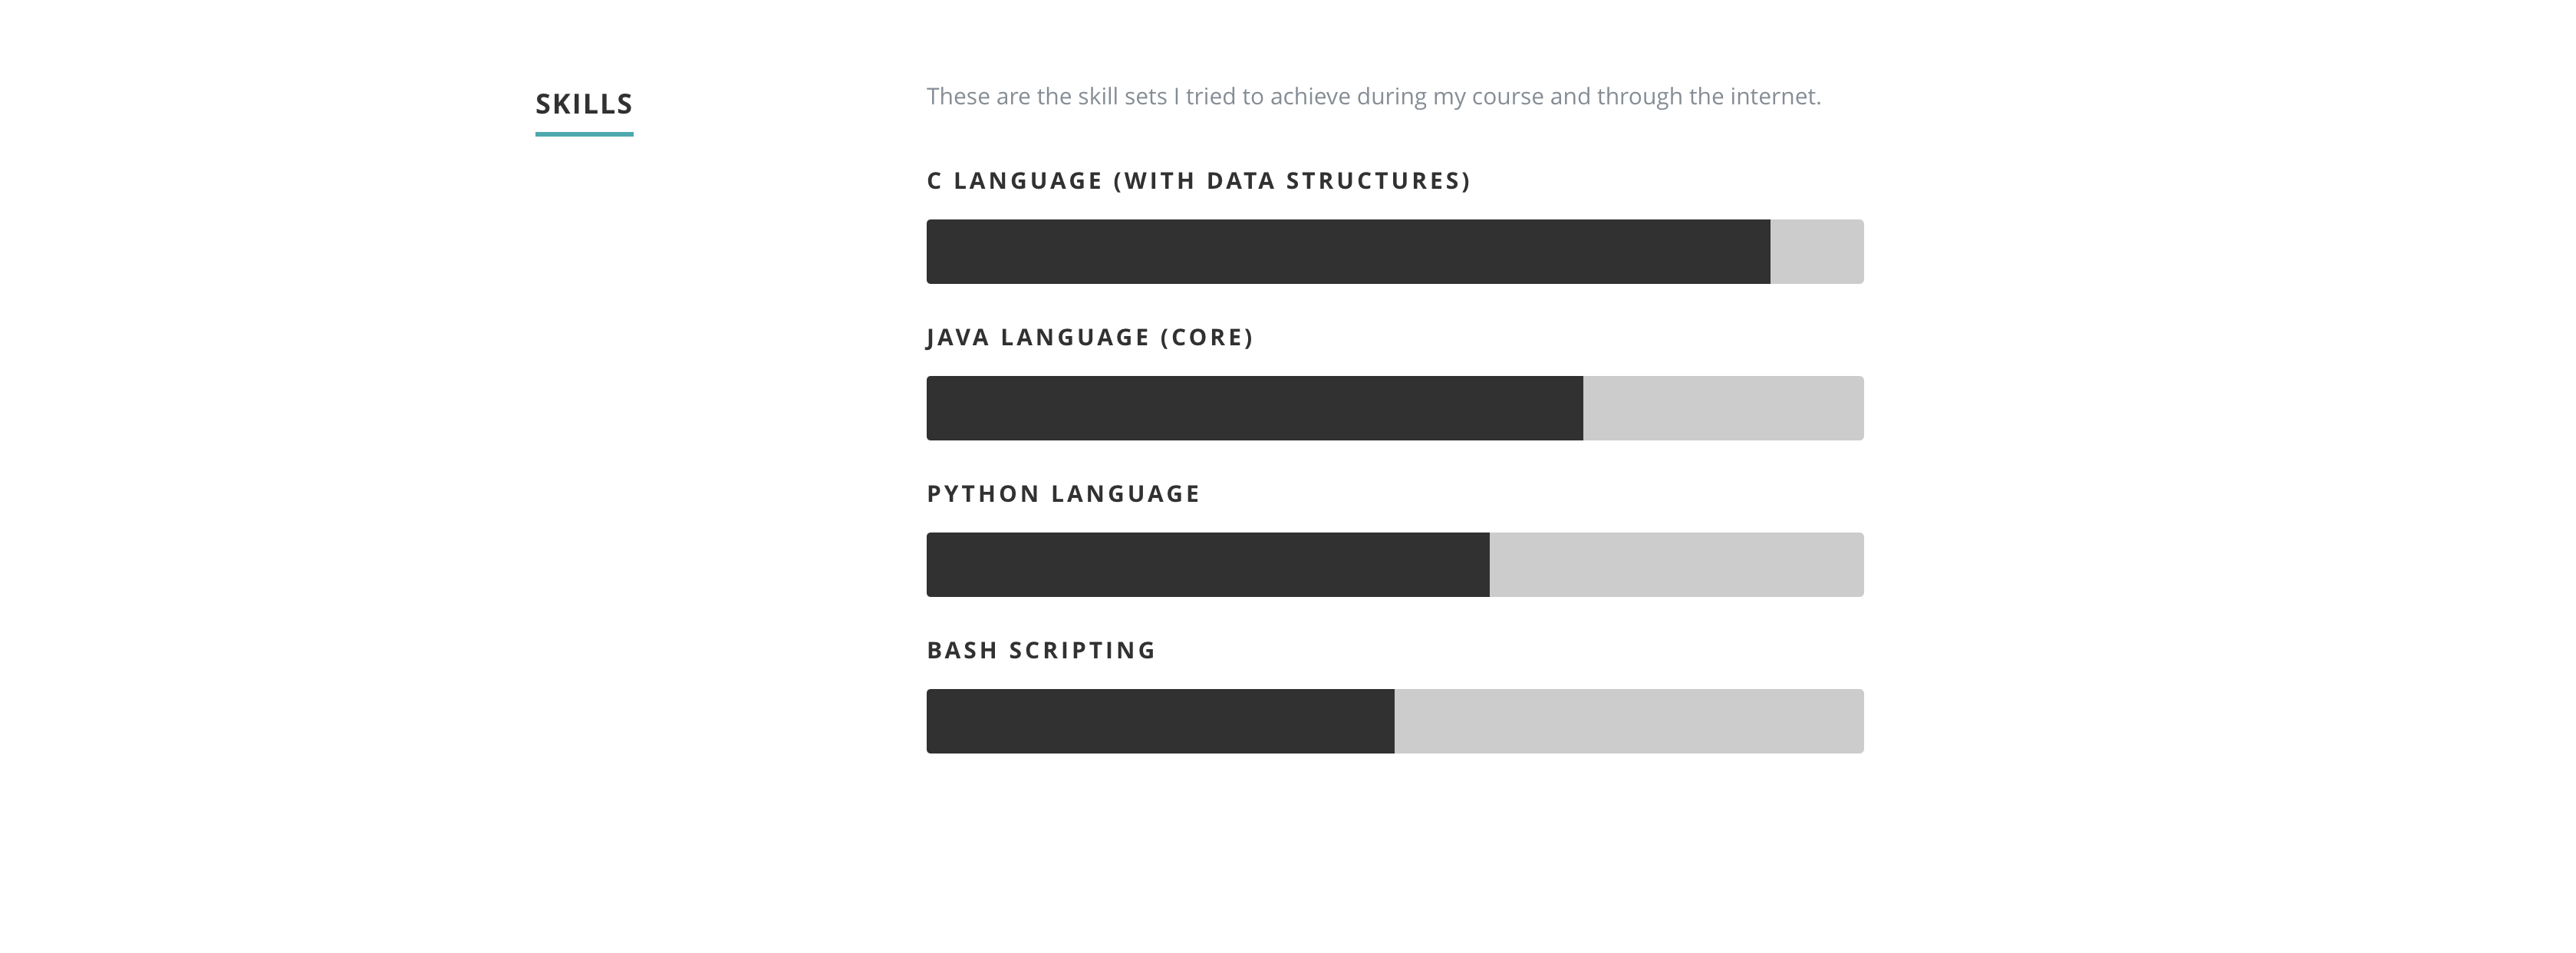 SKILLS
These are the skill sets I tried to achieve during my course and through the internet.
C LANGUAGE (WITH DATA STRUCTURES)
JAVA LANGUAGE (CORE)
PYTHON LANGUAGE
BASH SCRIPTING